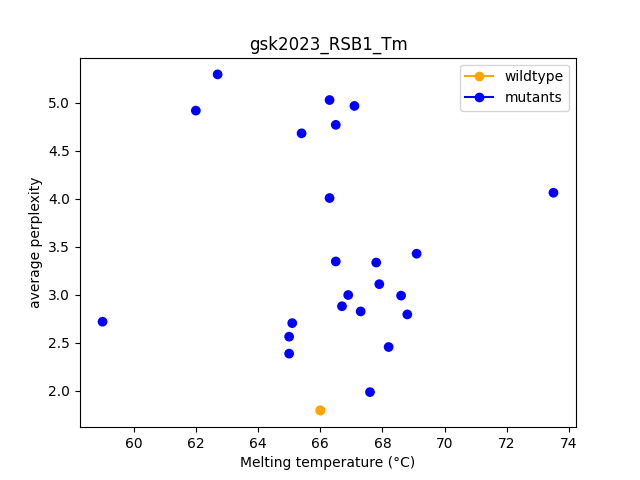 gsk2023_RSB1_Tm
wildtype
mutants
average perplexity
5.0
4.5
4.0
3.5
3.0
2.5
2.0
60 62 64 66 68 70 72 74
Melting temperature (°C)